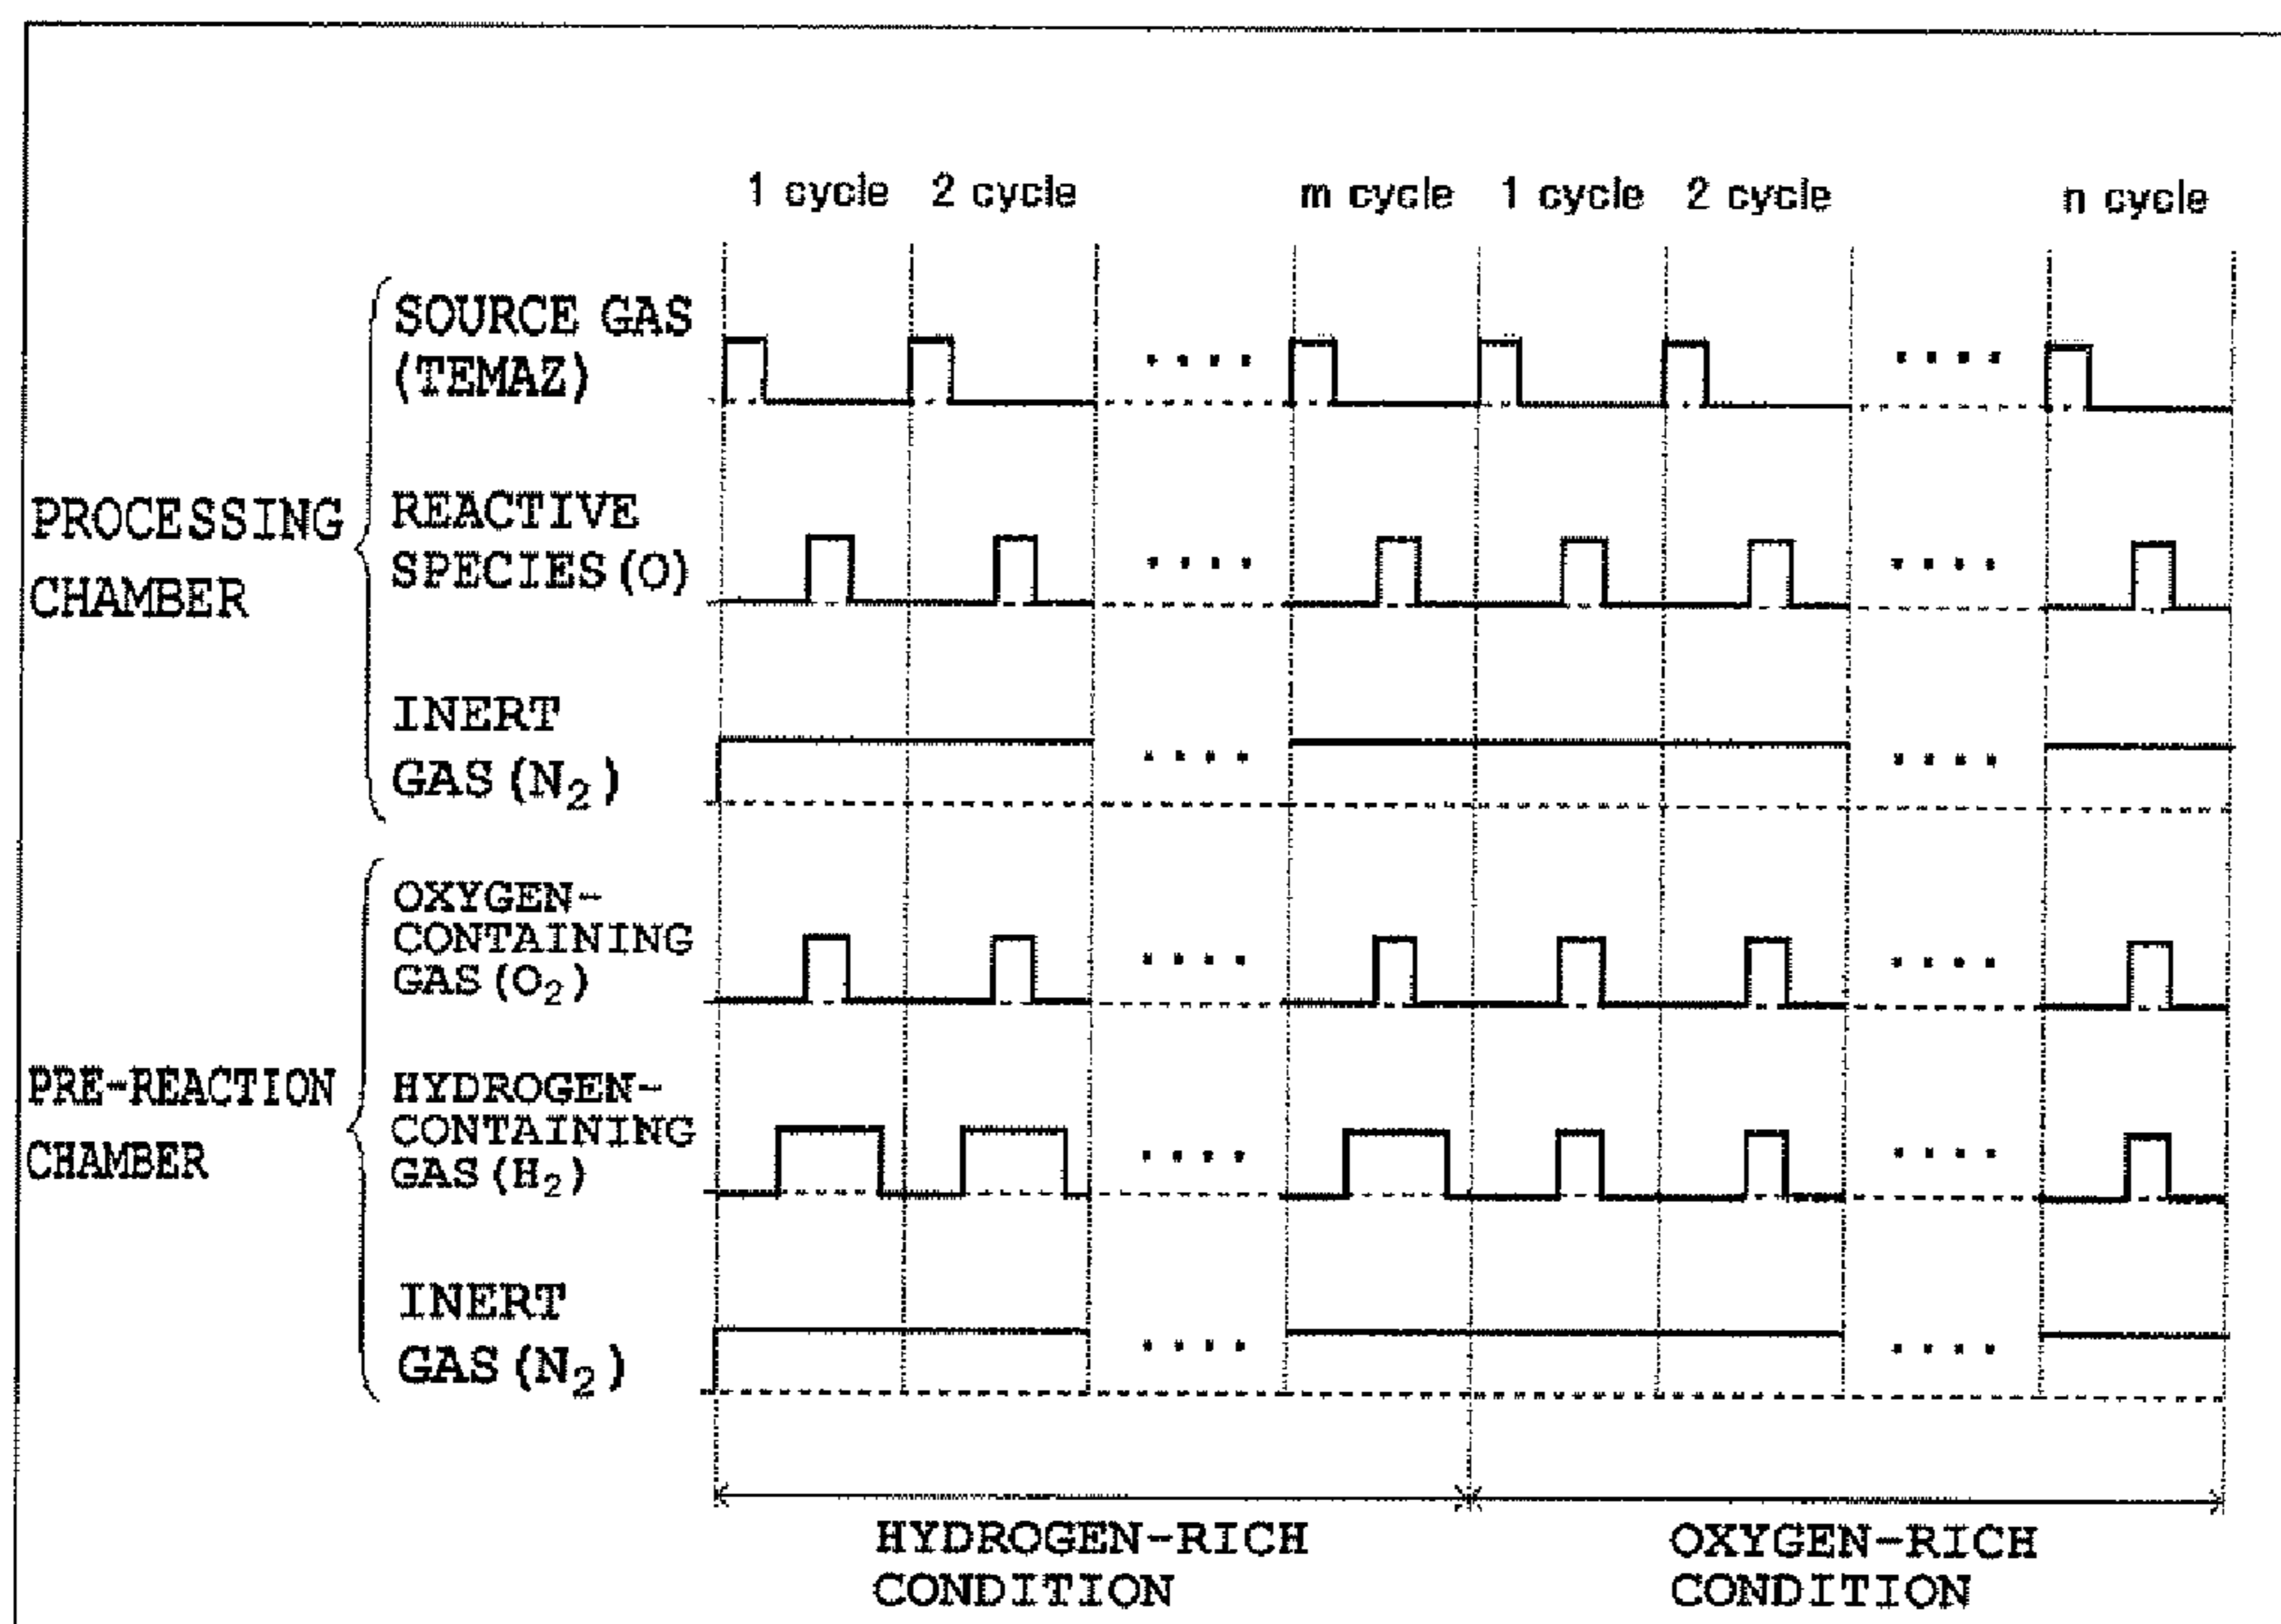 1 cycle 2 cycle m cycle 1 cycle 2 cycle n cycle
PROCESSING
CHAMBER
SOURCE GAS
(TEMAZ)
REACTIVE
SPECIES(O)
INERT
GAS(N₂)
PRE-REACTION
CHAMBER
OXYGEN-
CONTAINING
GAS(O₂)
HYDROGEN-
CONTAINING
GAS(H₂)
INERT
GAS(N₂)
HYDROGEN-RICH
CONDITION
OXYGEN-RICH
CONDITION